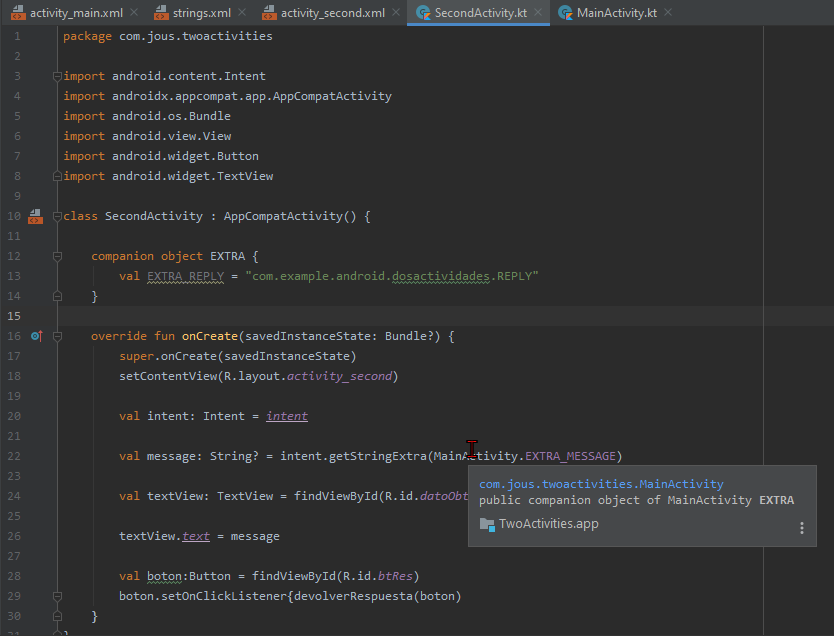 activity_main.xml strings.xml activity_second.xml SecondActivity.kt MainActivity.kt
1 package com.jous.twoactivities
2
3 import android.content.Intent
4 import androidx.appcompat.app.AppCompatActivity
5 import android.os.Bundle
6 import android.view.View
7 import android.widget.Button
8 import android.widget.TextView
9
10 class SecondActivity : AppCompatActivity() {
11
12 companion object EXTRA {
13 val EXTRA_REPLY = "com.example.android.dosactividades.REPLY"
14 }
15
16 override fun onCreate(savedInstanceState: Bundle?) {
17 super.onCreate(savedInstanceState)
18 setContentView(R.layout.activity_second)
19
20 val intent: Intent = intent
21
22 val message: String? = intent.getStringExtra(MainActivity.EXTRA_MESSAGE)
23
com.jous.twoactivities.MainActivity
24 val textView: TextView = findViewById(R.id.datoObt
public companion object of MainActivity EXTRA
25
TwoActivities.app
26 textView.text = message
27
28 val boton:Button = findViewById(R.id.btRes)
29 boton.setOnClickListener{devolverRespuesta(boton)
30 }
}